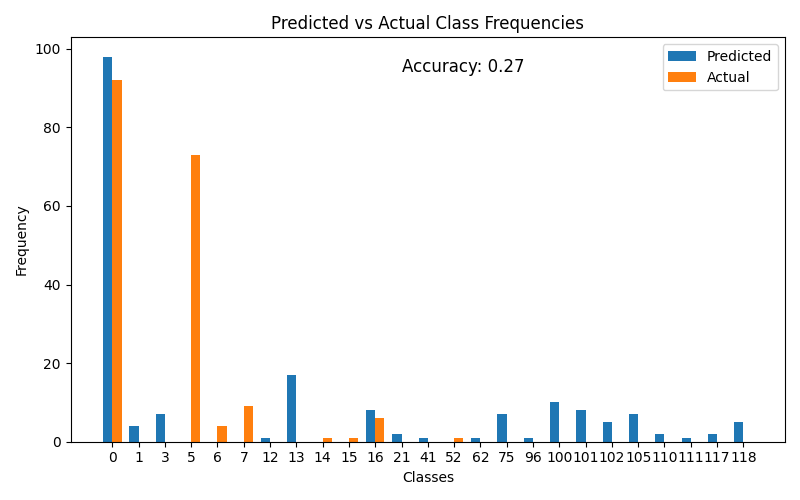 Predicted vs Actual Class Frequencies
100
80
60
40
20
0
Frequency
Accuracy: 0.27
Predicted
Actual
0 1 3 5 6 7 12 13 14 15 16 21 41 52 62 75 96 100 101 102 105 110 111 117 118
Classes